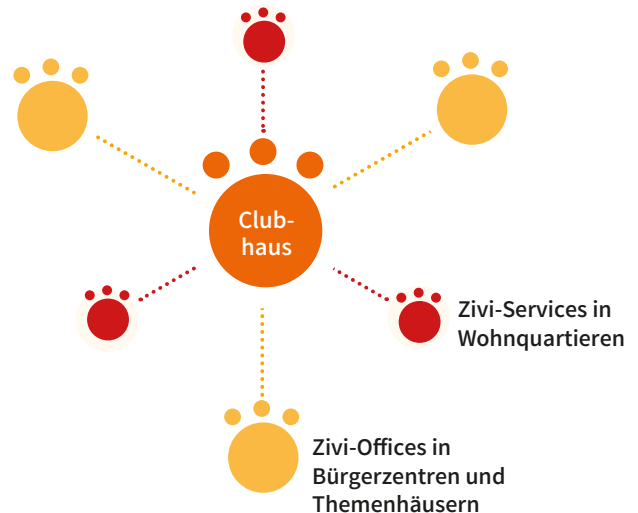 Club-
haus
Zivi-Services in
Wohnquartieren
Zivi-Offices in
Bürgerzentren und
Themenhäusern